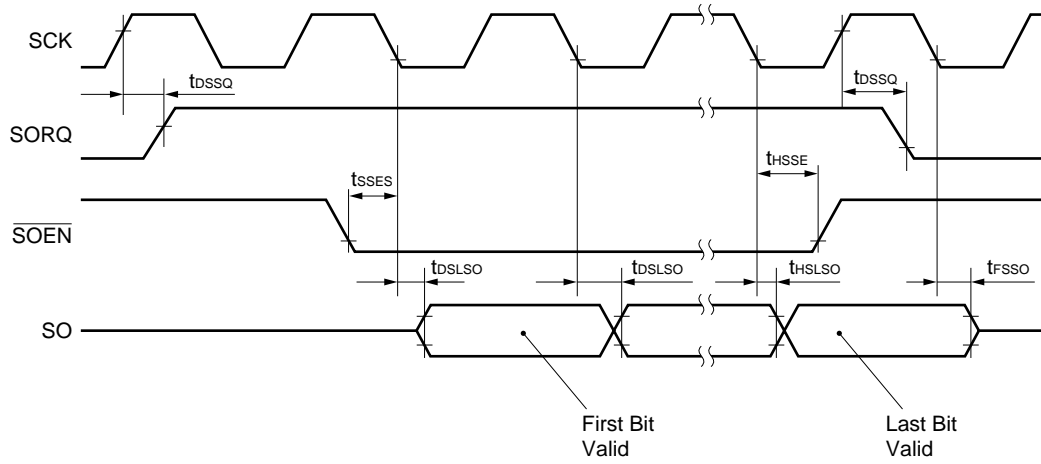 SCK
tDSSQ
tDSSQ
SORQ
tSSES
tHSSE
SOEN
tDSLSO
tDSLSO
tHSLSO
tFSSO
SO
First Bit
Valid
Last Bit
Valid